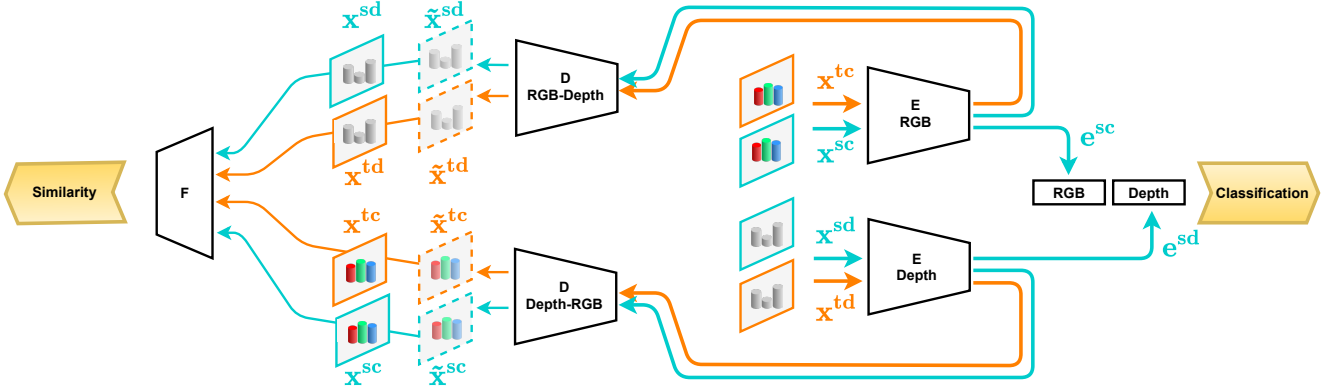 x^sd x̃^sd
D
RGB-Depth
x^tc
E
RGB
x^sc
e^sc
x^td x̃^td
Similarity
F
RGB Depth
Classification
x^tc x̃^tc
x^sd
e^sd
E
Depth
D
Depth-RGB
x^td
x^sc x̃^sc